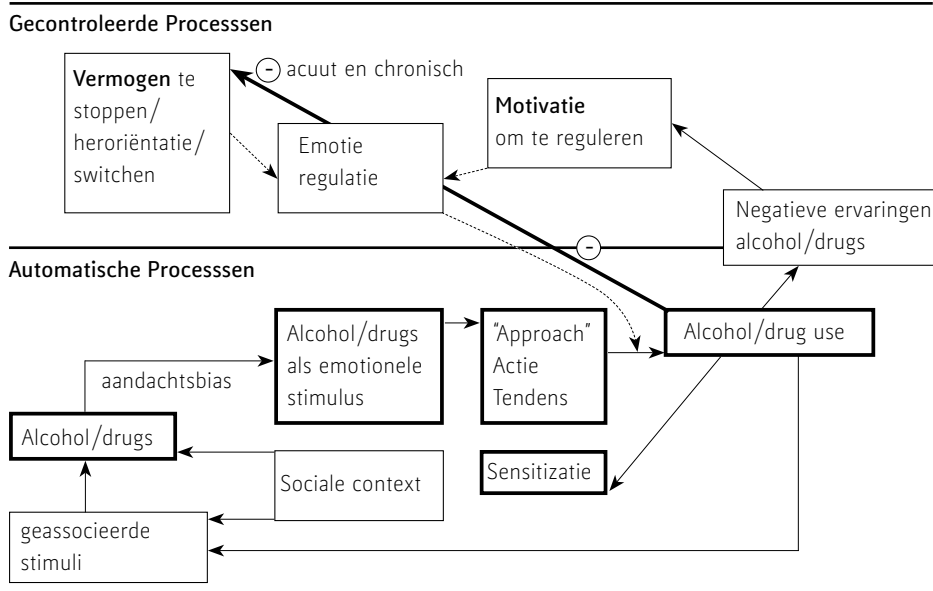 Gecontroleerde Processsen
Vermogen te
stoppen/
heroriëntatie/
switchen
- acuut en chronisch
Emotie
regulatie
Motivatie
om te reguleren
Negatieve ervaringen
alcohol/drugs
-
Automatische Processsen
Alcohol/drugs
als emotionele
stimulus
"Approach"
Actie
Tendens
Alcohol/drug use
aandachtsbias
Alcohol/drugs
Sociale context
Sensitizatie
geassocieerde
stimuli